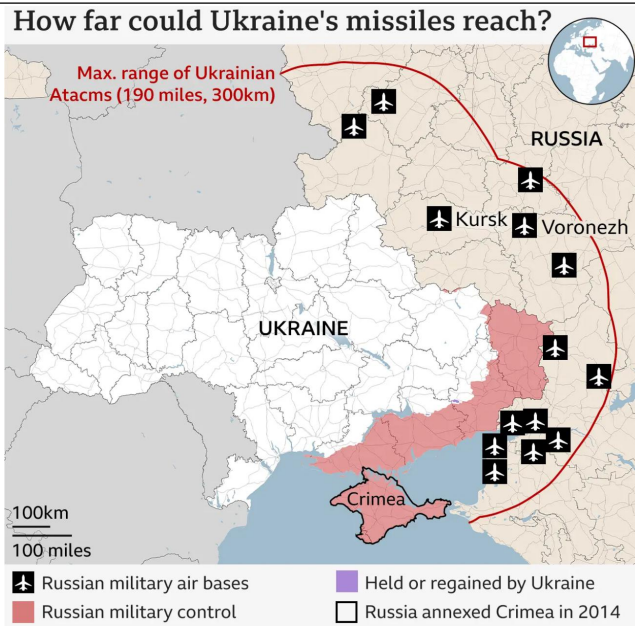 How far could Ukraine's missiles reach?
Max. range of Ukrainian
Atacms (190 miles, 300km)
RUSSIA
Kursk
Voronezh
UKRAINE
Crimea
100km
100 miles
Russian military air bases
Held or regained by Ukraine
Russian military control
Russia annexed Crimea in 2014